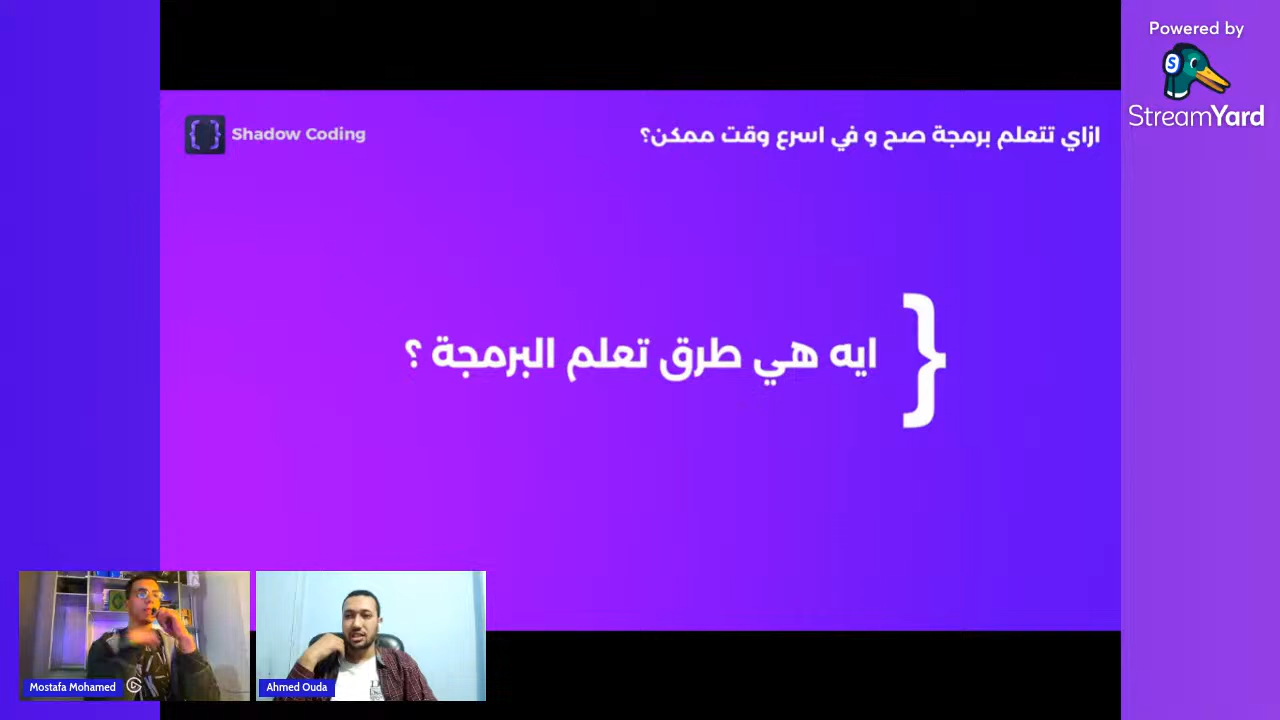 Powered by
StreamYard
Shadow Coding
ازاي تتعلم برمجة صح و في اسرع وقت ممكن؟
ايه هي طرق تعلم البرمجة ؟
Mostafa Mohamed
Ahmed Ouda